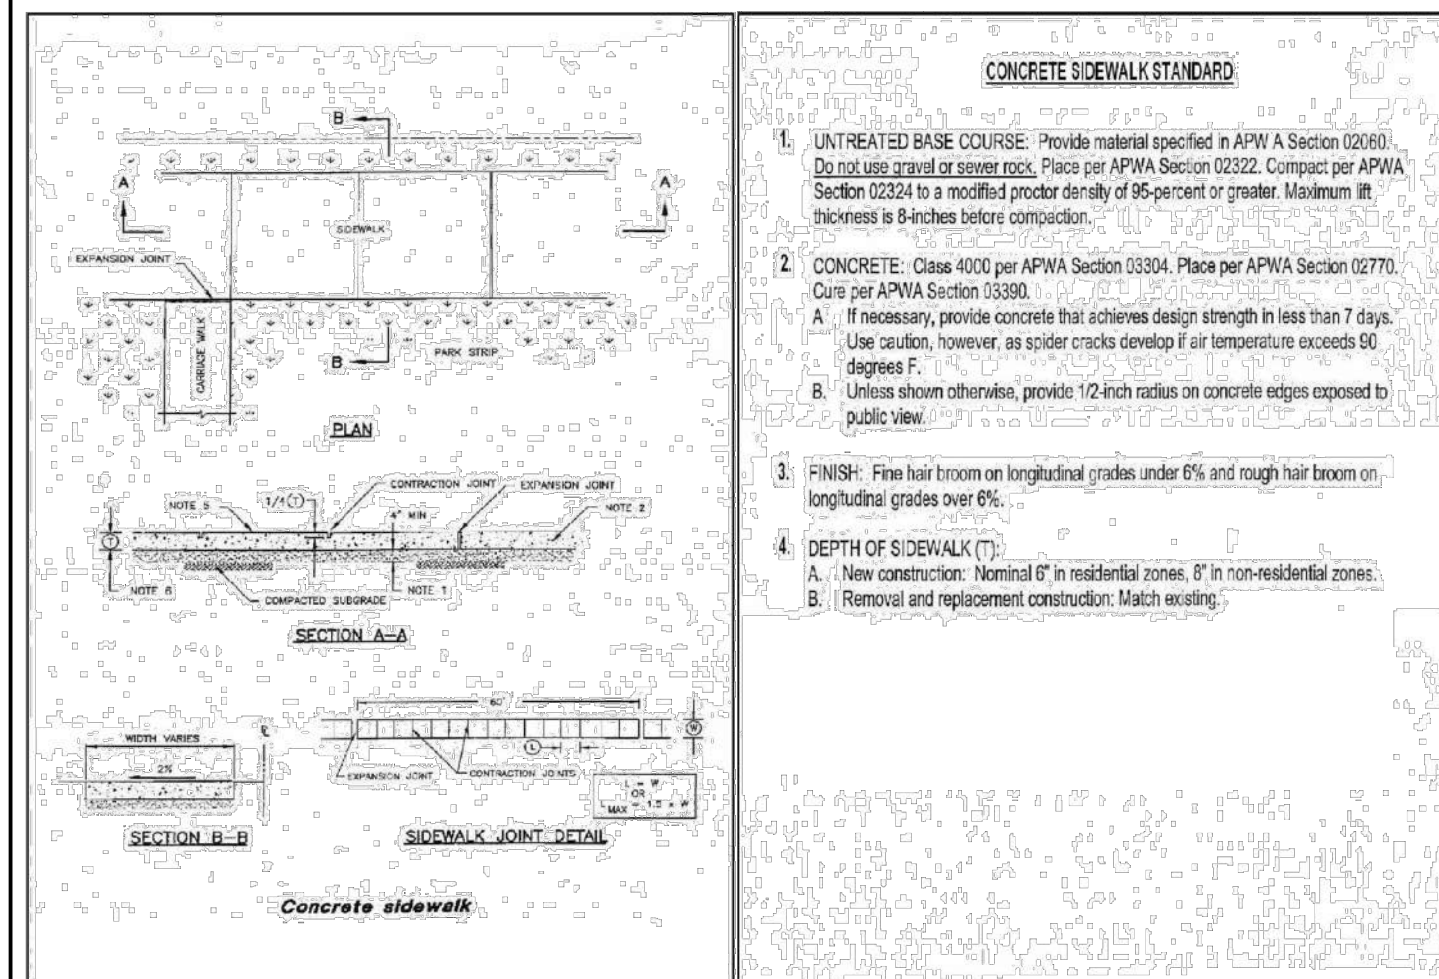 B
A
A
SIDEWALK
EXPANSION JOINT
CARRIAGE WALK
B
PARK STRIP
PLAN
CONTRACTION JOINT
EXPANSION JOINT
NOTE 5
1/4(T)
4" MIN
NOTE 2
T
NOTE 6
COMPACTED SUBGRADE
NOTE 1
SECTION A-A
60'
WIDTH VARIES
2%
W
L
EXPANSION JOINT
CONTRACTION JOINTS
L = W
OR
L MAX = 1.5 x W
SECTION B-B
SIDEWALK JOINT DETAIL
Concrete sidewalk
CONCRETE SIDEWALK STANDARD
1. UNTREATED BASE COURSE: Provide material specified in APW A Section 02060.
Do not use gravel or sewer rock. Place per APWA Section 02322. Compact per APWA
Section 02324 to a modified proctor density of 95-percent or greater. Maximum lift
thickness is 8-inches before compaction.
2. CONCRETE: Class 4000 per APWA Section 03304. Place per APWA Section 02770.
Cure per APWA Section 03390.
A. If necessary, provide concrete that achieves design strength in less than 7 days.
Use caution, however, as spider cracks develop if air temperature exceeds 90
degrees F.
B. Unless shown otherwise, provide 1/2-inch radius on concrete edges exposed to
public view.
3. FINISH: Fine hair broom on longitudinal grades under 6% and rough hair broom on
longitudinal grades over 6%.
4. DEPTH OF SIDEWALK (T):
A. New construction: Nominal 6" in residential zones, 8" in non-residential zones.
B. Removal and replacement construction: Match existing.